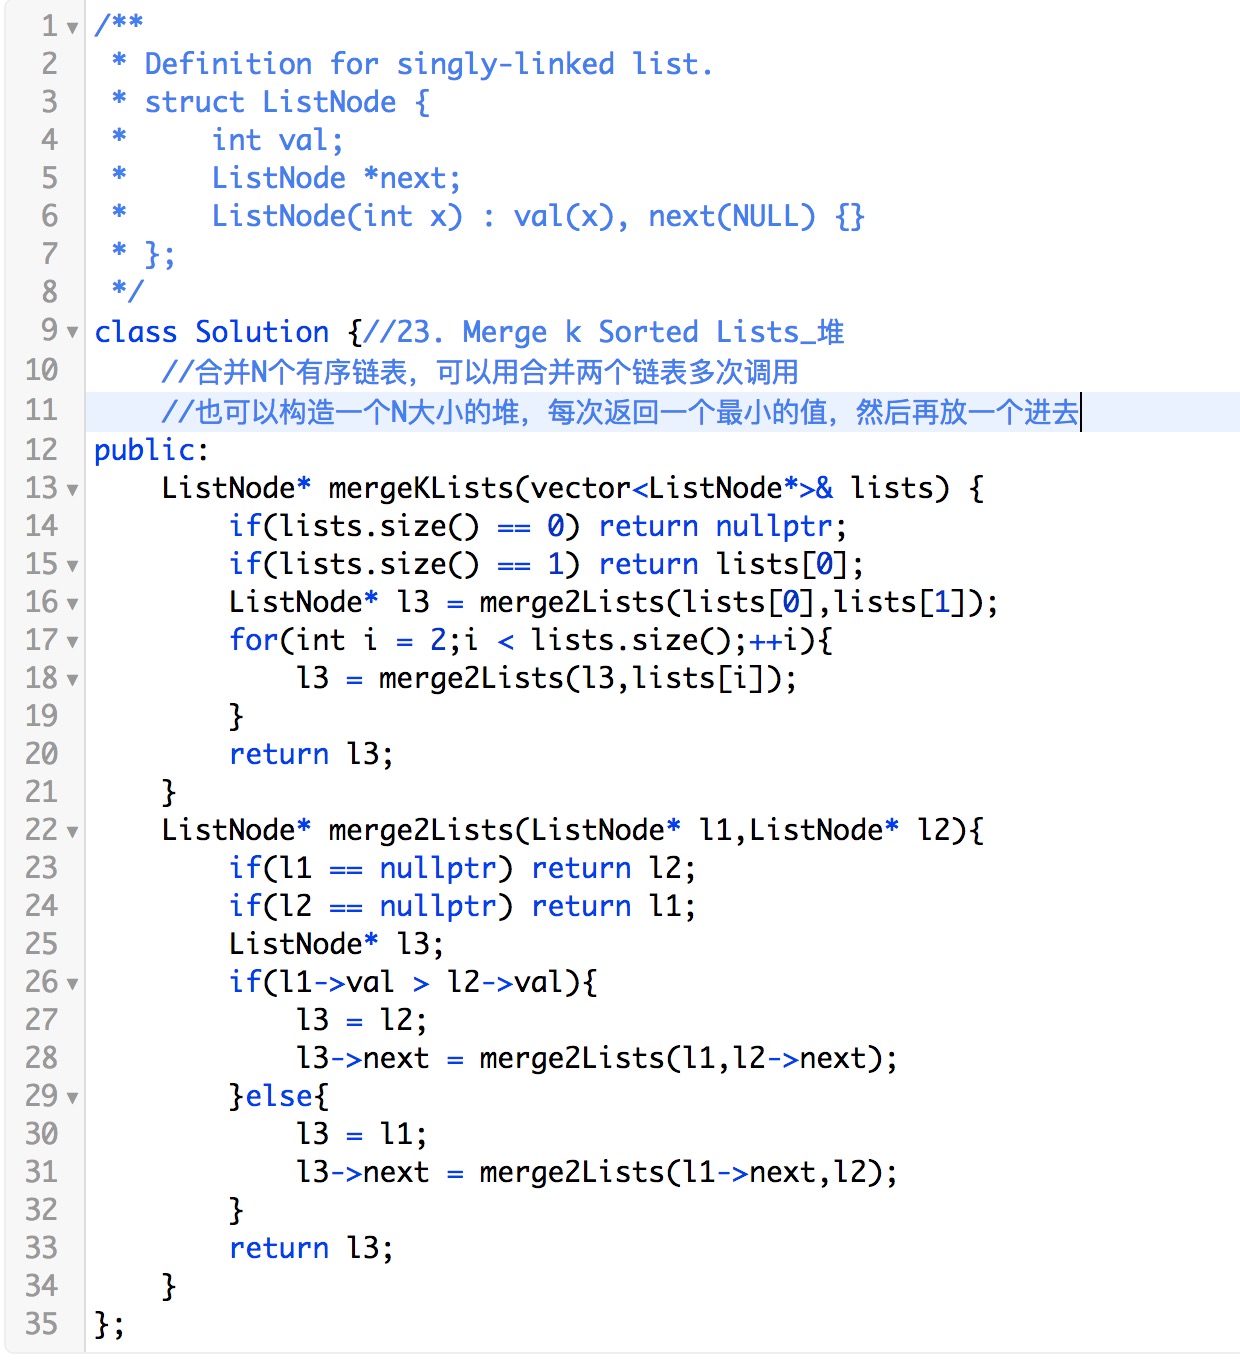 1 /**
2  * Definition for singly-linked list.
3  * struct ListNode {
4  *     int val;
5  *     ListNode *next;
6  *     ListNode(int x) : val(x), next(NULL) {}
7  * };
8  */
9 class Solution {//23. Merge k Sorted Lists_堆
10     //合并N个有序链表，可以用合并两个链表多次调用
11     //也可以构造一个N大小的堆，每次返回一个最小的值，然后再放一个进去
12 public:
13     ListNode* mergeKLists(vector<ListNode*>& lists) {
14         if(lists.size() == 0) return nullptr;
15         if(lists.size() == 1) return lists[0];
16         ListNode* l3 = merge2Lists(lists[0],lists[1]);
17         for(int i = 2;i < lists.size();++i){
18             l3 = merge2Lists(l3,lists[i]);
19         }
20         return l3;
21     }
22     ListNode* merge2Lists(ListNode* l1,ListNode* l2){
23         if(l1 == nullptr) return l2;
24         if(l2 == nullptr) return l1;
25         ListNode* l3;
26         if(l1->val > l2->val){
27             l3 = l2;
28             l3->next = merge2Lists(l1,l2->next);
29         }else{
30             l3 = l1;
31             l3->next = merge2Lists(l1->next,l2);
32         }
33         return l3;
34     }
35 };